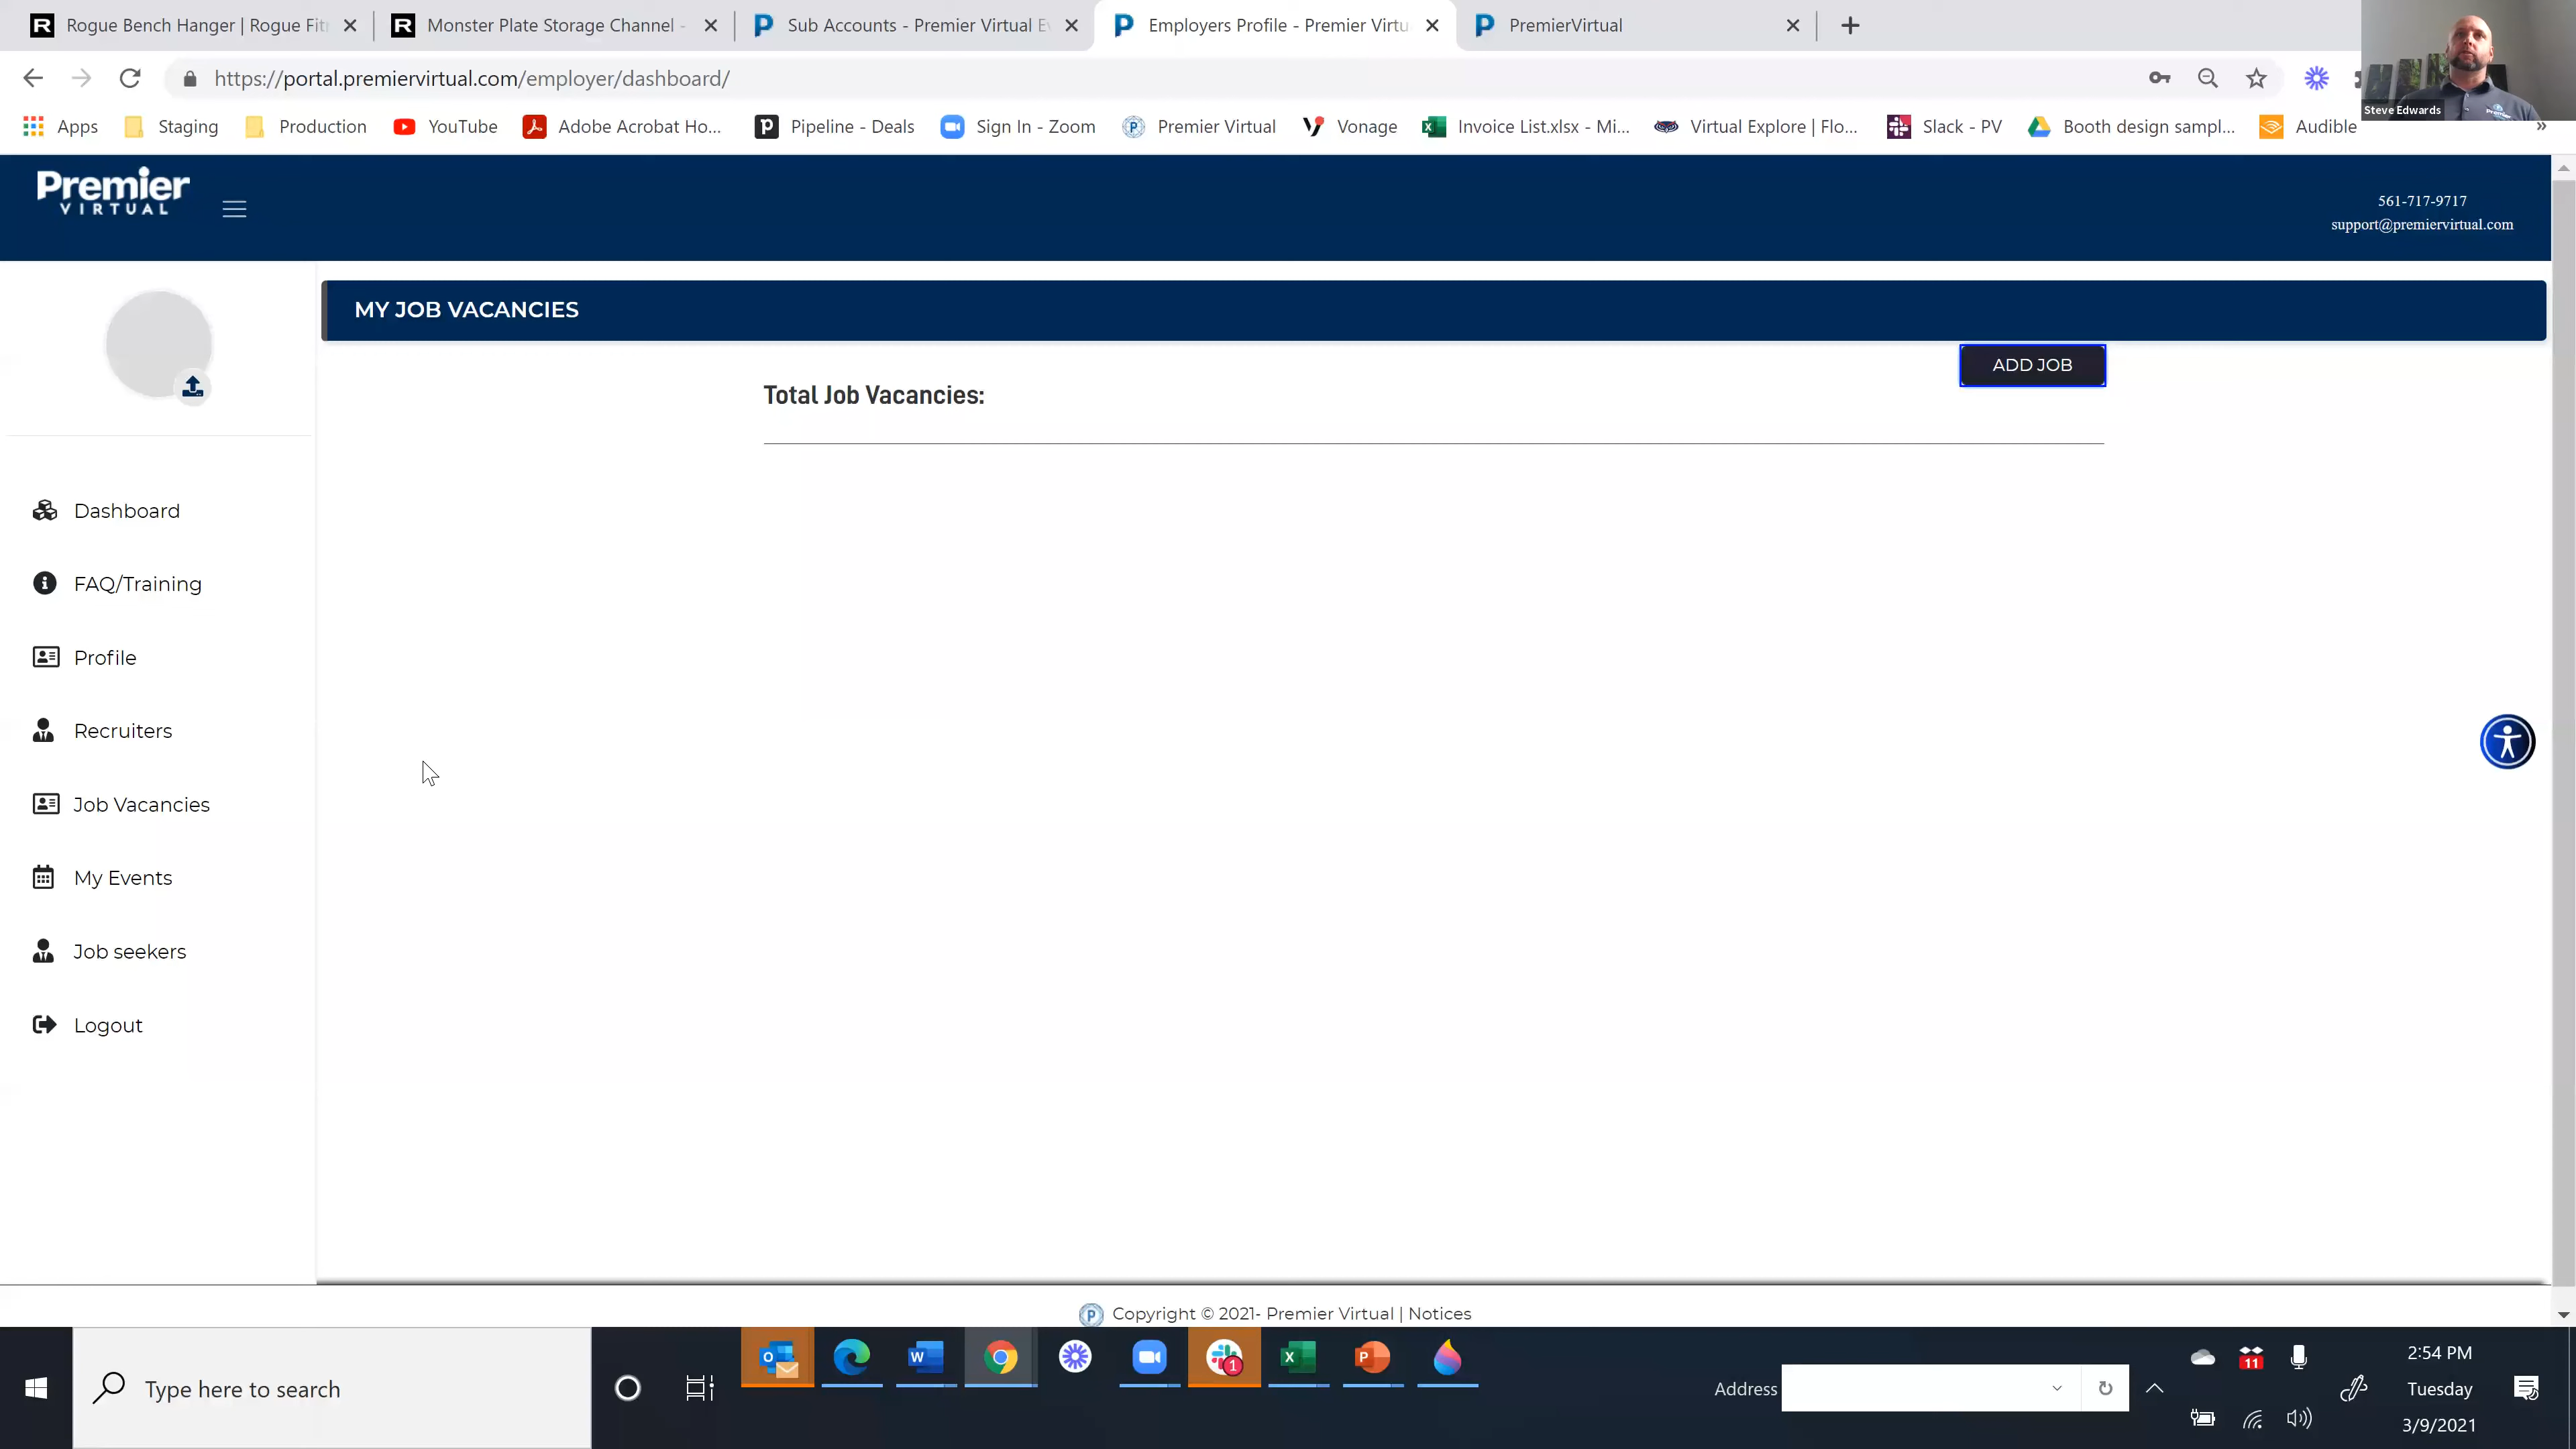 Rogue Bench Hanger | Rogue Fit
Monster Plate Storage Channel -
Sub Accounts - Premier Virtual E
Employers Profile - Premier Virtu
PremierVirtual
https://portal.premiervirtual.com/employer/dashboard/
Steve Edwards
Apps
Staging
Production
YouTube
Adobe Acrobat Ho...
Pipeline - Deals
Sign In - Zoom
Premier Virtual
Vonage
Invoice List.xlsx - Mi...
Virtual Explore | Flo...
Slack - PV
Booth design sampl...
Audible
»
Premier
VIRTUAL
561-717-9717
support@premiervirtual.com
MY JOB VACANCIES
ADD JOB
Total Job Vacancies:
Dashboard
FAQ/Training
Profile
Recruiters
Job Vacancies
My Events
Job seekers
Logout
Copyright © 2021- Premier Virtual | Notices
Type here to search
1
Address
11
2:54 PM
Tuesday
3/9/2021